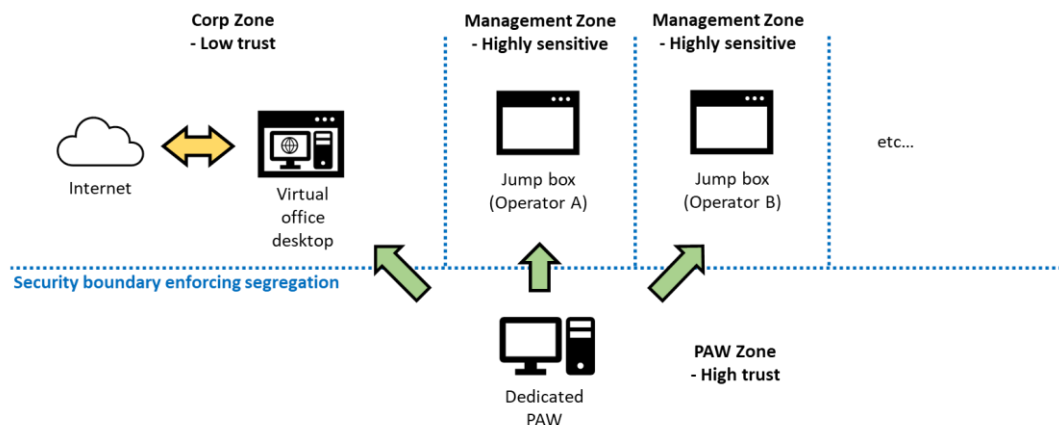 Corp Zone
- Low trust
Management Zone
- Highly sensitive
Management Zone
- Highly sensitive
Internet
Virtual
office
desktop
Jump box
(Operator A)
Jump box
(Operator B)
etc...
Security boundary enforcing segregation
Dedicated
PAW
PAW Zone
- High trust